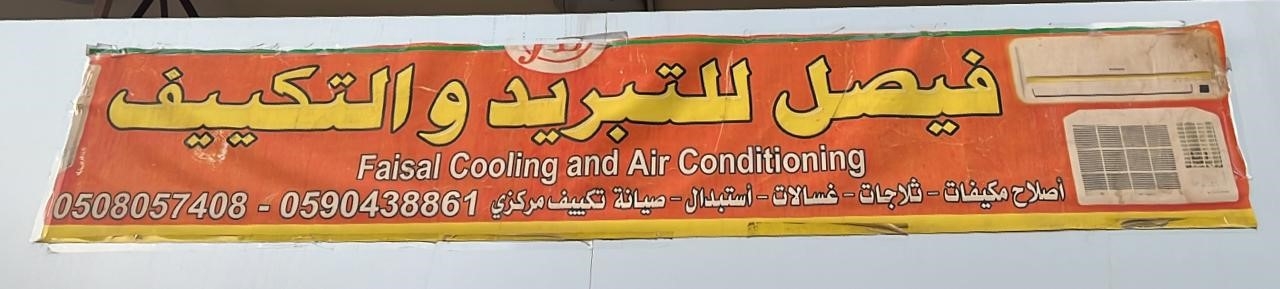 فيصل للتبريد والتكييف
Faisal Cooling and Air Conditioning
أصلاح مكيفات - ثلاجات - غسالات - أستبدال - صيانة تكييف مركزي 0590438861 - 0508057408